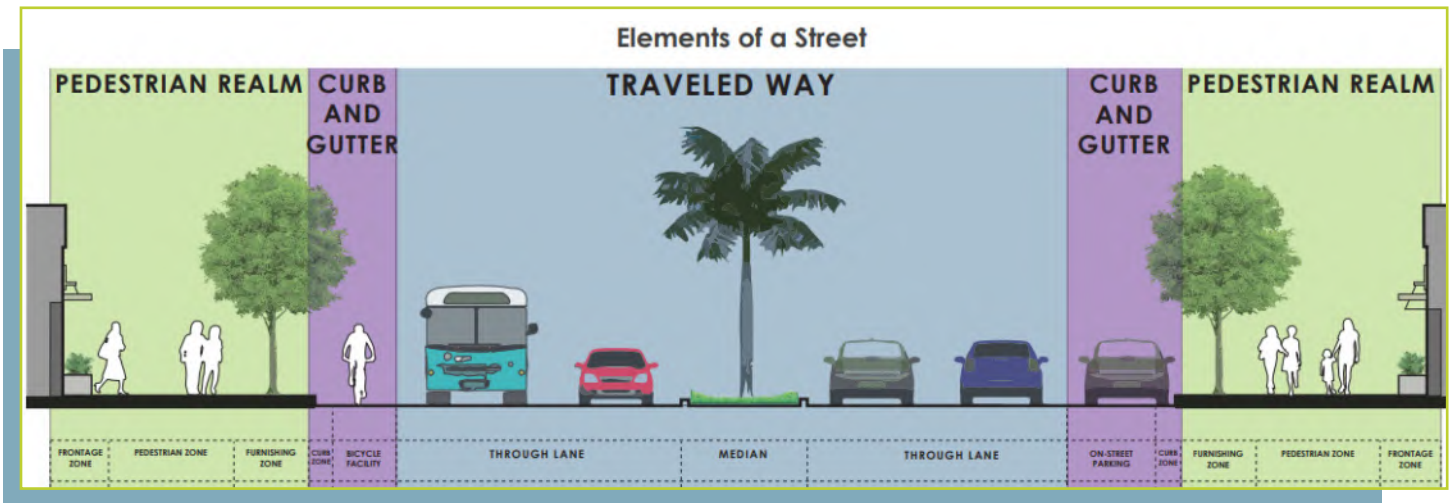 Elements of a Street
PEDESTRIAN REALM
CURB
AND
GUTTER
TRAVELED WAY
CURB
AND
GUTTER
PEDESTRIAN REALM
FRONTAGE
ZONE
PEDESTRIAN ZONE
FURNISHING
ZONE
CURB
ZONE
BICYCLE
FACILITY
THROUGH LANE
MEDIAN
THROUGH LANE
ON-STREET
PARKING
CURB
ZONE
FURNISHING
ZONE
PEDESTRIAN ZONE
FRONTAGE
ZONE